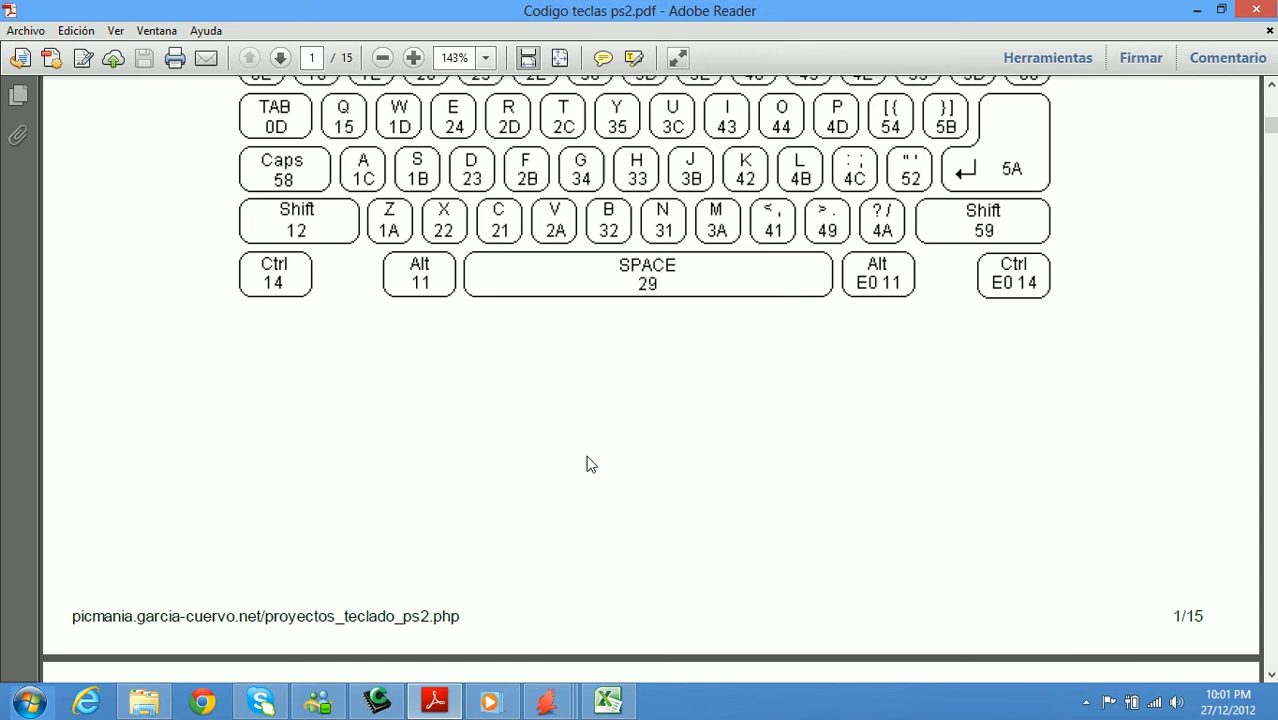 Codigo teclas ps2.pdf - Adobe Reader
Archivo Edición Ver Ventana Ayuda
1 / 15 143% Herramientas Firmar Comentario
TAB Q W E R T Y U I O P [{ }]
0D 15 1D 24 2D 2C 35 3C 43 44 4D 54 5B
Caps A S D F G H J K L : ; " '
58 1C 1B 23 2B 34 33 3B 42 4B 4C 52 5A
Shift Z X C V B N M < , > . ? / Shift
12 1A 22 21 2A 32 31 3A 41 49 4A 59
Ctrl Alt SPACE Alt Ctrl
14 11 29 E0 11 E0 14
picmania.garcia-cuervo.net/proyectos_teclado_ps2.php 1/15
10:01 PM
27/12/2012